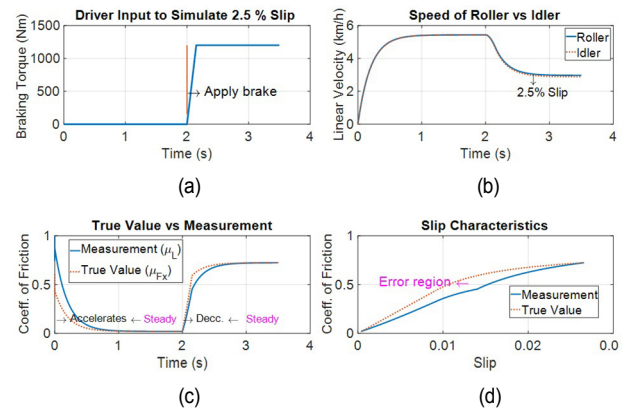 Driver Input to Simulate 2.5 % Slip
Braking Torque (Nm)
1500
1000
500
0
0 1 2 3 4
Apply brake
Time (s)
(a)
Speed of Roller vs Idler
Linear Velocity (km/h)
6
4
2
0
0 1 2 3 4
Roller
Idler
2.5% Slip
Time (s)
(b)
True Value vs Measurement
Coeff. of Friction
1
0.5
0
0 1 2 3 4
Measurement (μL)
True Value (μFx)
Accelerates
Steady
Decc.
Steady
Time (s)
(c)
Slip Characteristics
Coeff. of Friction
1
0.5
0
0 0.01 0.02 0.0
Error region
Measurement
True Value
Slip
(d)